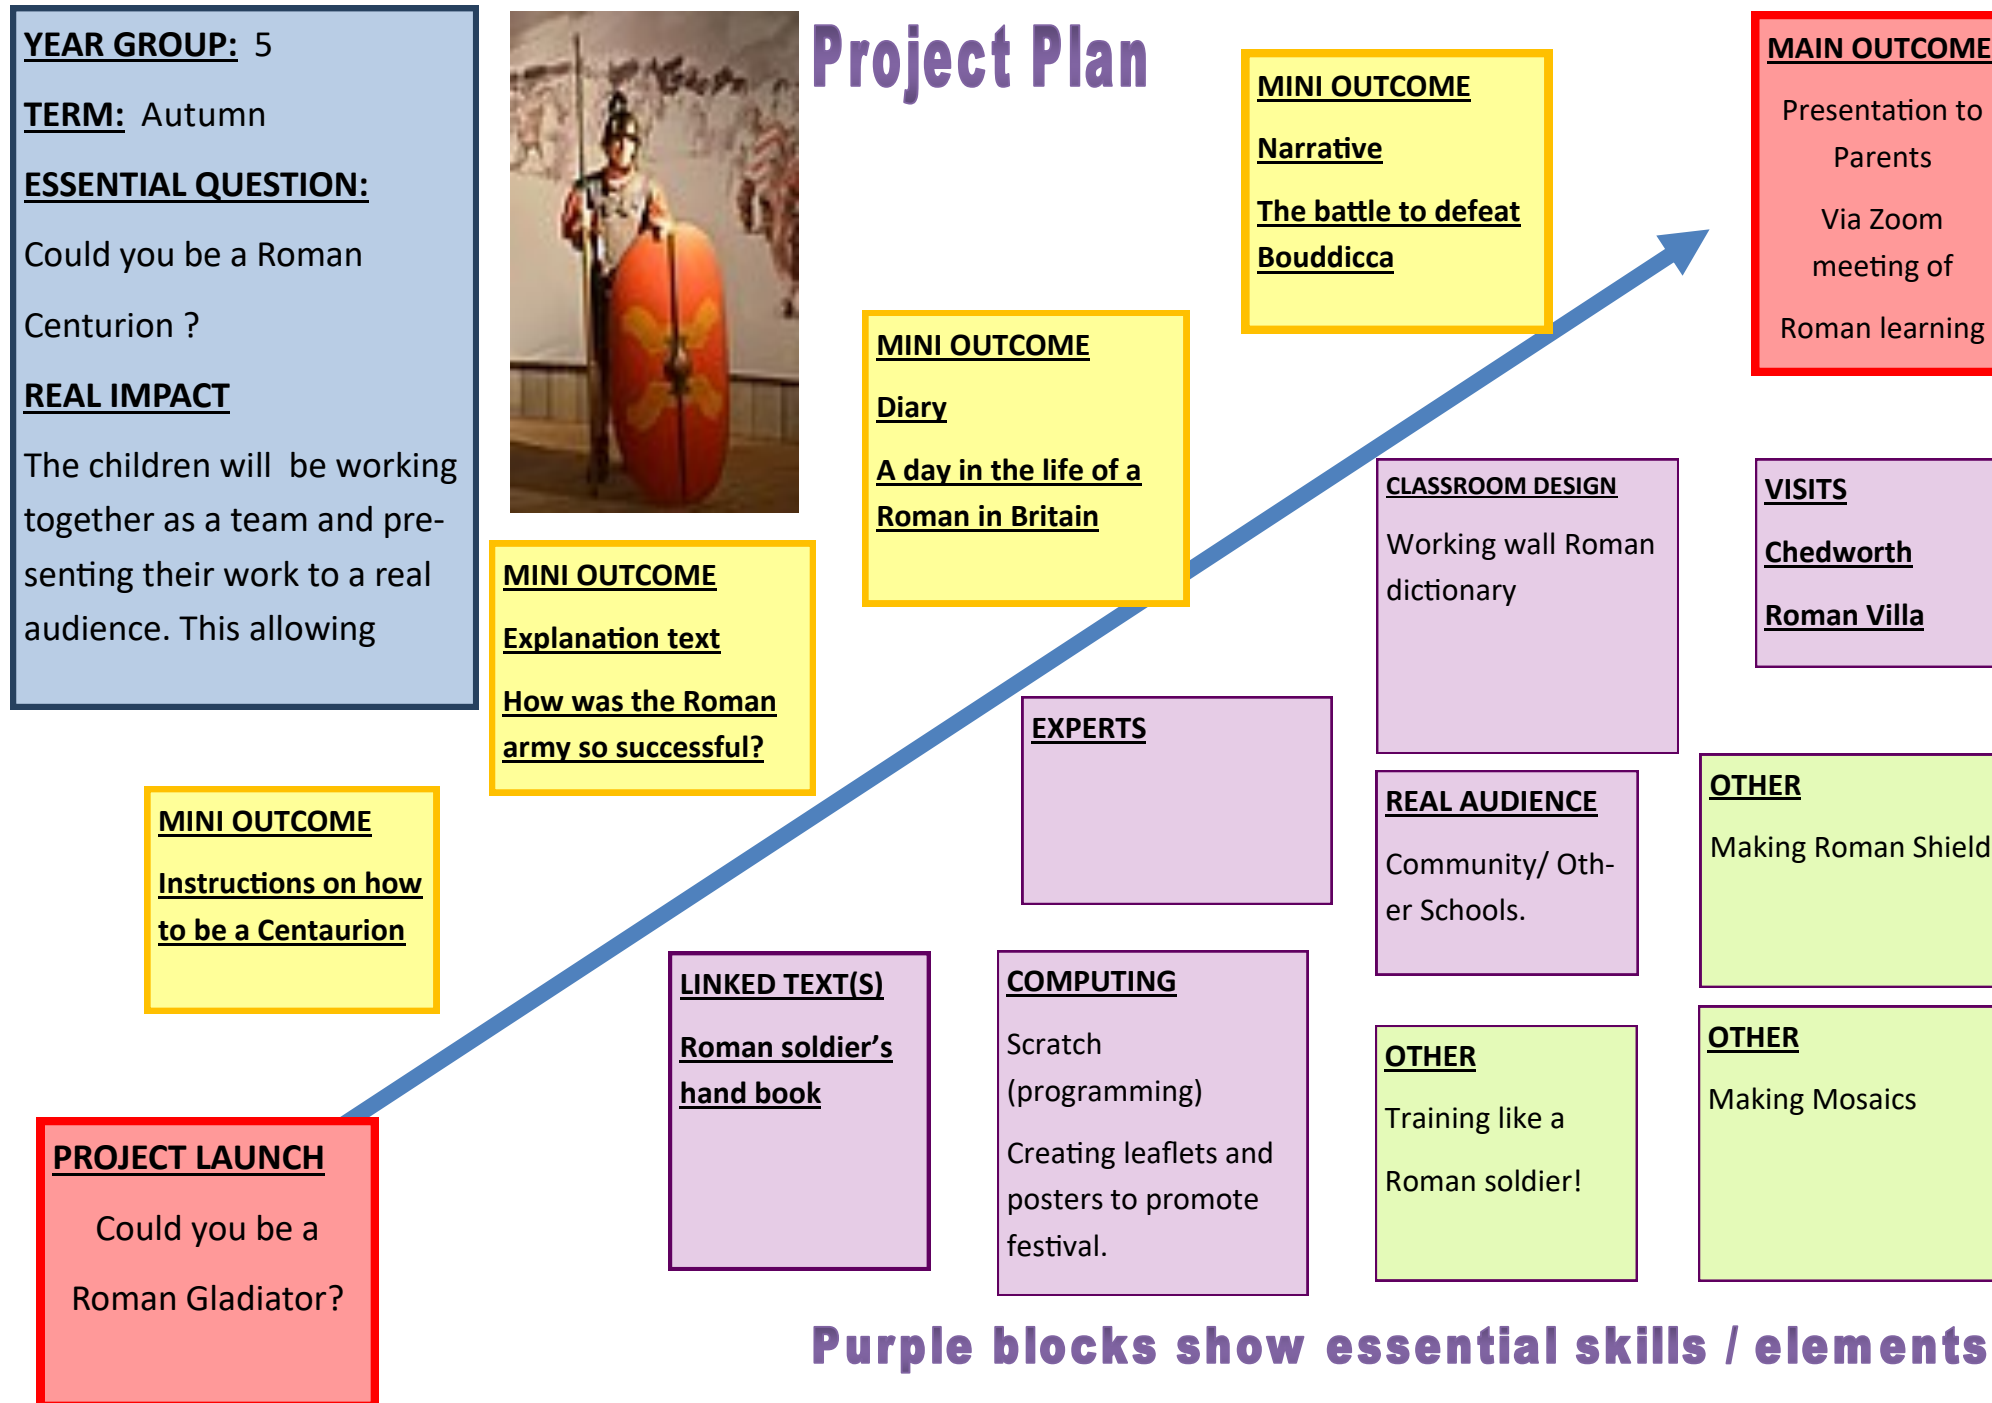 YEAR GROUP: 5
TERM: Autumn
ESSENTIAL QUESTION:
Could you be a Roman
Centurion ?
REAL IMPACT
The children will be working
together as a team and pre-
senting their work to a real
audience. This allowing
Project Plan
MINI OUTCOME
Narrative
The battle to defeat
Bouddicca
MAIN OUTCOME
Presentation to
Parents
Via Zoom
meeting of
Roman learning
MINI OUTCOME
Diary
A day in the life of a
Roman in Britain
MINI OUTCOME
Explanation text
How was the Roman
army so successful?
MINI OUTCOME
Instructions on how
to be a Centaurion
PROJECT LAUNCH
Could you be a
Roman Gladiator?
CLASSROOM DESIGN
Working wall Roman
dictionary
VISITS
Chedworth
Roman Villa
EXPERTS
REAL AUDIENCE
Community/ Oth-
er Schools.
OTHER
Making Roman Shield
LINKED TEXT(S)
Roman soldier's
hand book
COMPUTING
Scratch
(programming)
Creating leaflets and
posters to promote
festival.
OTHER
Training like a
Roman soldier!
OTHER
Making Mosaics
Purple blocks show essential skills / elements